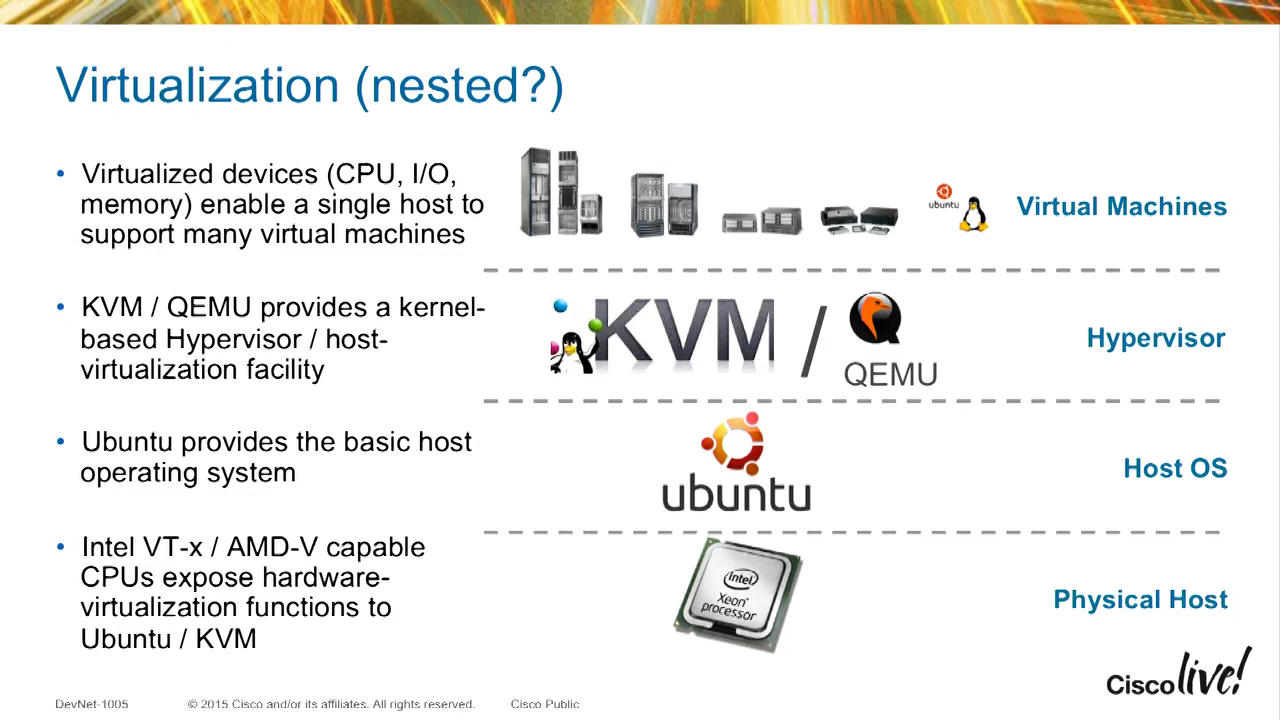 Virtualization (nested?)
• Virtualized devices (CPU, I/O,
memory) enable a single host to
support many virtual machines
ubuntu
Virtual Machines
• KVM / QEMU provides a kernel-
based Hypervisor / host-
virtualization facility
KVM / QEMU
Hypervisor
• Ubuntu provides the basic host
operating system
ubuntu
Host OS
• Intel VT-x / AMD-V capable
CPUs expose hardware-
virtualization functions to
Ubuntu / KVM
intel
Xeon®
processor
Physical Host
Cisco live!
DevNet-1005
© 2015 Cisco and/or its affiliates. All rights reserved.
Cisco Public